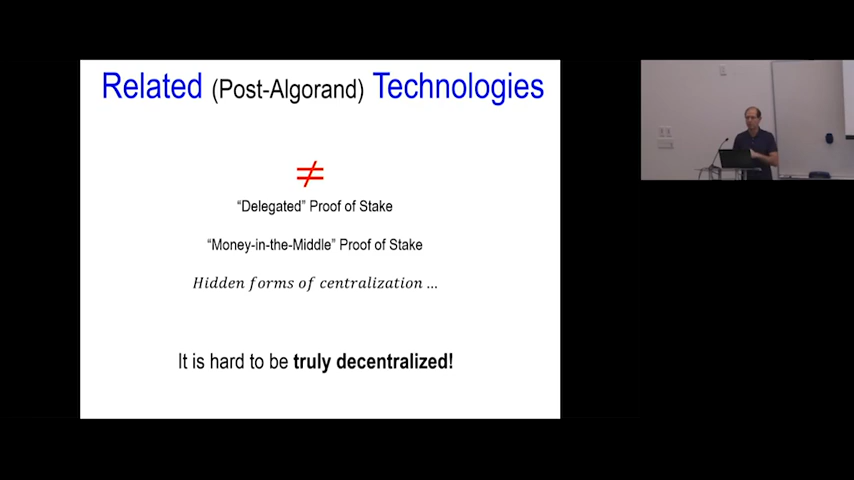 Related (Post-Algorand) Technologies
≠
“Delegated” Proof of Stake
“Money-in-the-Middle” Proof of Stake
Hidden forms of centralization ...
It is hard to be truly decentralized!